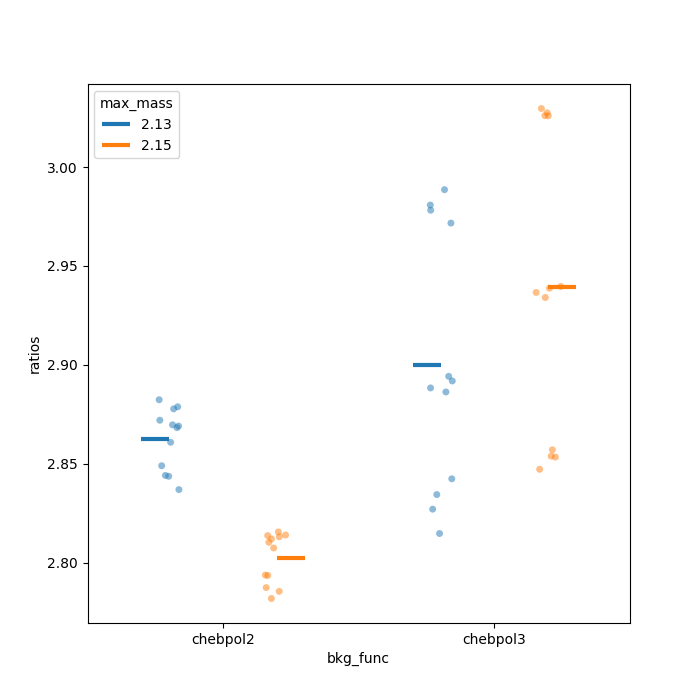 max_mass
2.13
2.15
3.00
2.95
2.90
2.85
2.80
ratios
chebpol2
chebpol3
bkg_func